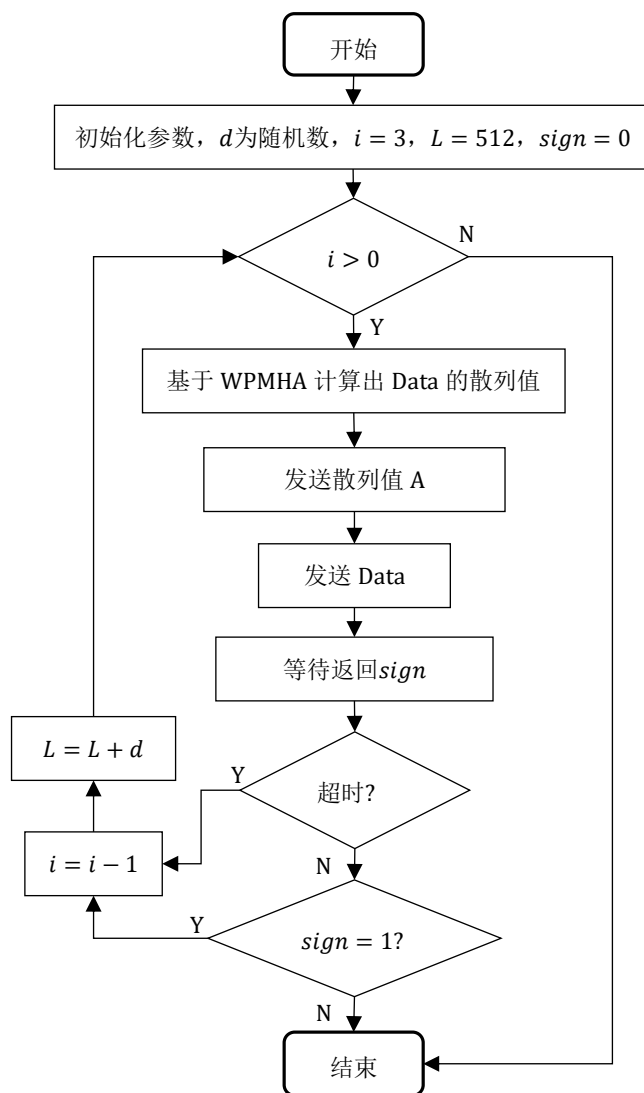 开始
初始化参数，d为随机数，i = 3，L = 512，sign = 0
i > 0
N
Y
基于 WPMHA 计算出 Data 的散列值
发送散列值 A
发送 Data
等待返回sign
L = L + d
Y
超时?
i = i − 1
N
Y
sign = 1?
N
结束